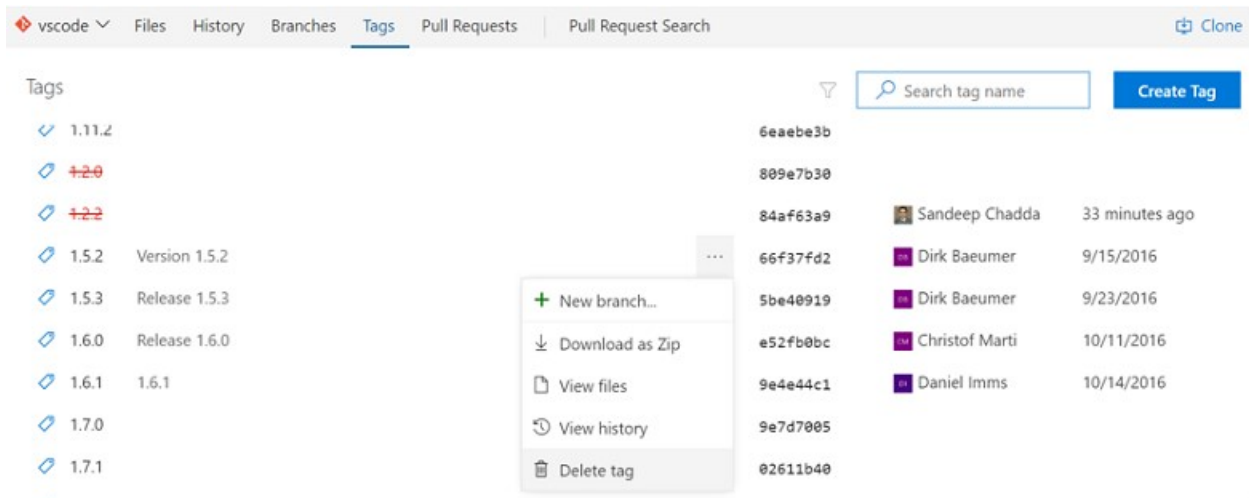 vscode Files History Branches Tags Pull Requests Pull Request Search Clone
Tags Search tag name Create Tag
1.11.2 6eaebe3b
1.2.0 809e7b30
1.2.2 84af63a9 Sandeep Chadda 33 minutes ago
1.5.2 Version 1.5.2 ... 66f37fd2 DB Dirk Baeumer 9/15/2016
1.5.3 Release 1.5.3 5be40919 DB Dirk Baeumer 9/23/2016
1.6.0 Release 1.6.0 e52fb0bc CM Christof Marti 10/11/2016
1.6.1 1.6.1 9e4e44c1 DI Daniel Imms 10/14/2016
1.7.0 9e7d7005
1.7.1 02611b40
New branch...
Download as Zip
View files
View history
Delete tag